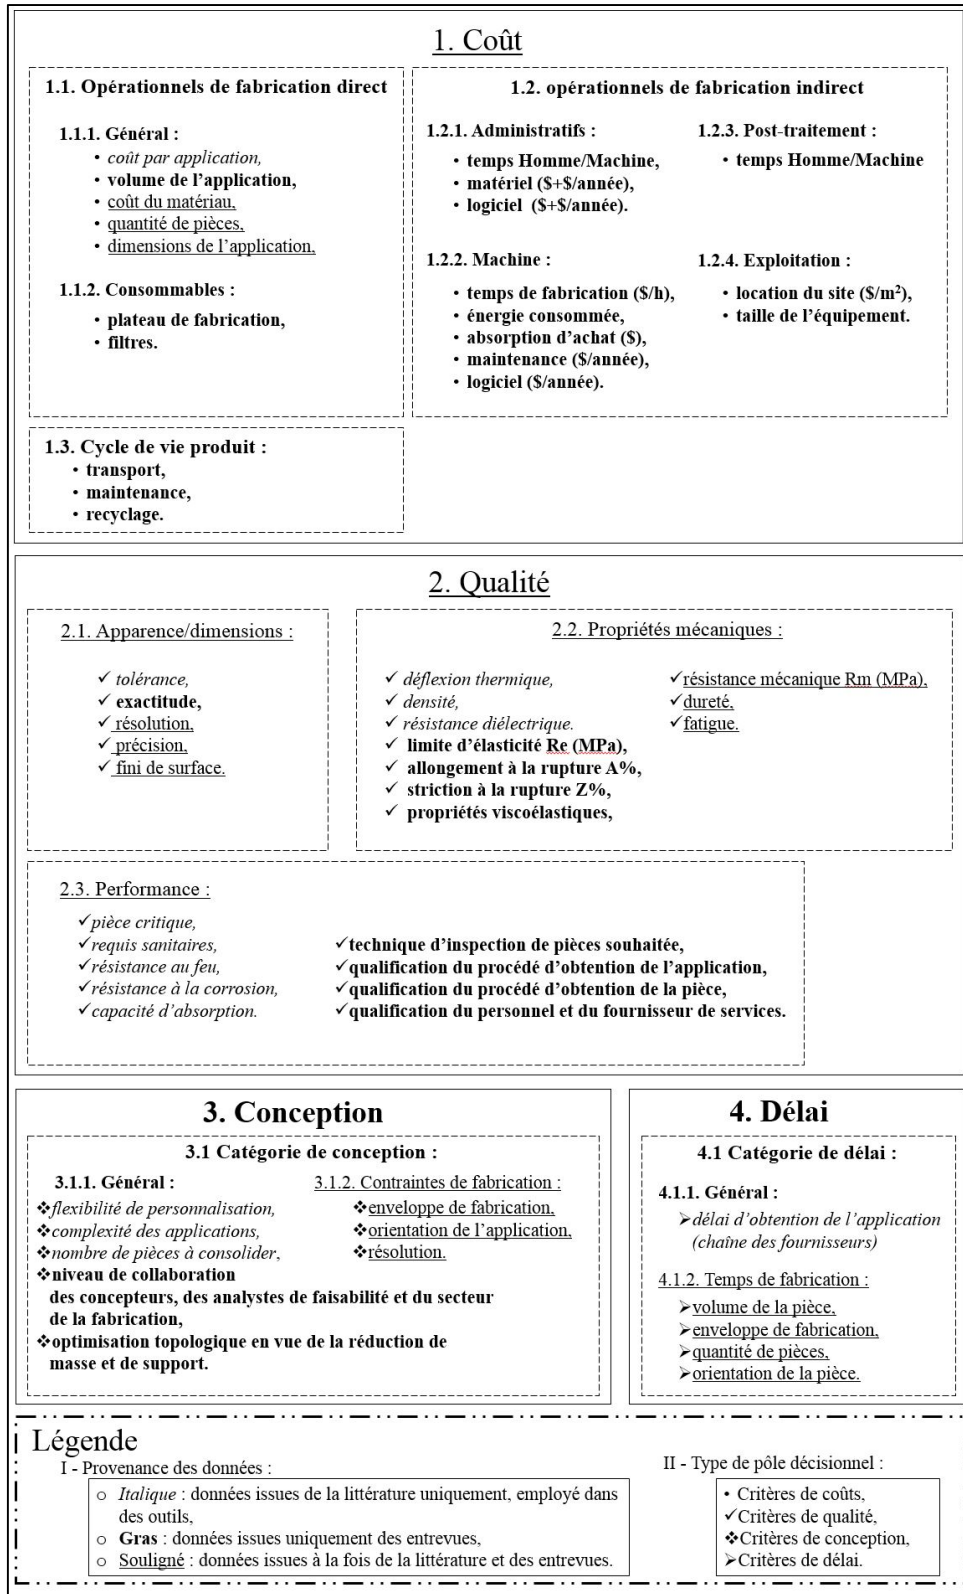 1. Coût
1.1. Opérationnels de fabrication direct
1.1.1. Général :
• coût par application,
• volume de l'application,
• coût du matériau,
• quantité de pièces,
• dimensions de l'application,
1.1.2. Consommables :
• plateau de fabrication,
• filtres.
1.2. opérationnels de fabrication indirect
1.2.1. Administratifs :
• temps Homme/Machine,
• matériel ($+$/année),
• logiciel ($+$/année).
1.2.3. Post-traitement :
• temps Homme/Machine
1.2.2. Machine :
• temps de fabrication ($/h),
• énergie consommée,
• absorption d'achat ($),
• maintenance ($/année),
• logiciel ($/année).
1.2.4. Exploitation :
• location du site ($/m²),
• taille de l'équipement.
1.3. Cycle de vie produit :
• transport,
• maintenance,
• recyclage.
2. Qualité
2.1. Apparence/dimensions :
✓ tolérance,
✓ exactitude,
✓ résolution,
✓ précision,
✓ fini de surface.
2.2. Propriétés mécaniques :
✓ déflexion thermique,
✓ densité,
✓ résistance diélectrique.
✓ limite d'élasticité Re (MPa),
✓ allongement à la rupture A%,
✓ striction à la rupture Z%,
✓ propriétés viscoélastiques,
✓ résistance mécanique Rm (MPa),
✓ dureté,
✓ fatigue.
2.3. Performance :
✓ pièce critique,
✓ requis sanitaires,
✓ résistance au feu,
✓ résistance à la corrosion,
✓ capacité d'absorption.
✓ technique d'inspection de pièces souhaitée,
✓ qualification du procédé d'obtention de l'application,
✓ qualification du procédé d'obtention de la pièce,
✓ qualification du personnel et du fournisseur de services.
3. Conception
3.1 Catégorie de conception :
3.1.1. Général :
❖ flexibilité de personnalisation,
❖ complexité des applications,
❖ nombre de pièces à consolider,
❖ niveau de collaboration
des concepteurs, des analystes de faisabilité et du secteur
de la fabrication,
❖ optimisation topologique en vue de la réduction de
masse et de support.
3.1.2. Contraintes de fabrication :
❖ enveloppe de fabrication,
❖ orientation de l'application,
❖ résolution.
4. Délai
4.1 Catégorie de délai :
4.1.1. Général :
➢ délai d'obtention de l'application
(chaîne des fournisseurs)
4.1.2. Temps de fabrication :
➢ volume de la pièce,
➢ enveloppe de fabrication,
➢ quantité de pièces,
➢ orientation de la pièce.
Légende
I - Provenance des données :
o Italique : données issues de la littérature uniquement, employé dans
des outils,
o Gras : données issues uniquement des entrevues,
o Souligné : données issues à la fois de la littérature et des entrevues.
II - Type de pôle décisionnel :
• Critères de coûts,
✓ Critères de qualité,
❖ Critères de conception,
➢ Critères de délai.